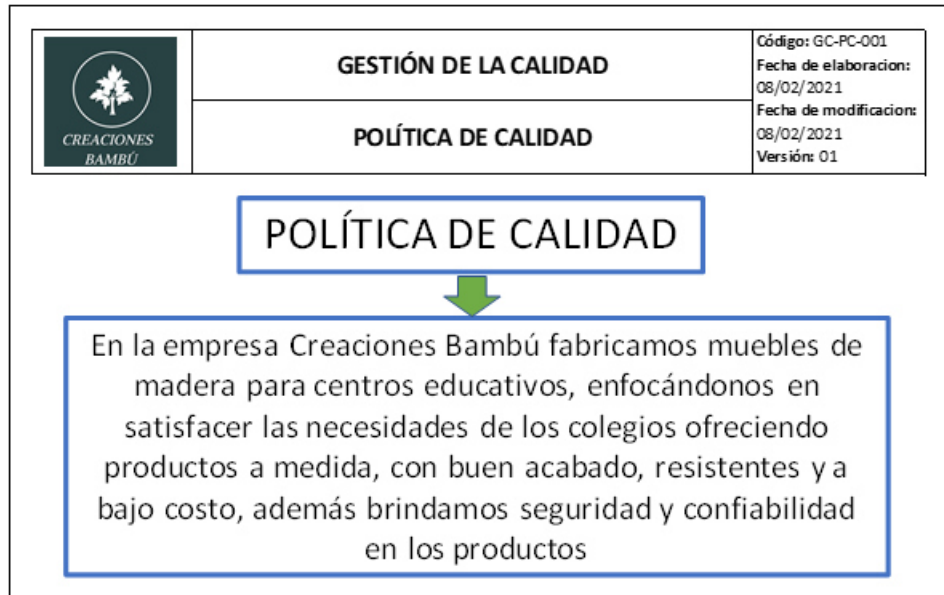 CREACIONES
BAMBÚ
GESTIÓN DE LA CALIDAD
POLÍTICA DE CALIDAD
Código: GC-PC-001
Fecha de elaboracion:
08/02/2021
Fecha de modificacion:
08/02/2021
Versión: 01
POLÍTICA DE CALIDAD
En la empresa Creaciones Bambú fabricamos muebles de
madera para centros educativos, enfocándonos en
satisfacer las necesidades de los colegios ofreciendo
productos a medida, con buen acabado, resistentes y a
bajo costo, además brindamos seguridad y confiabilidad
en los productos